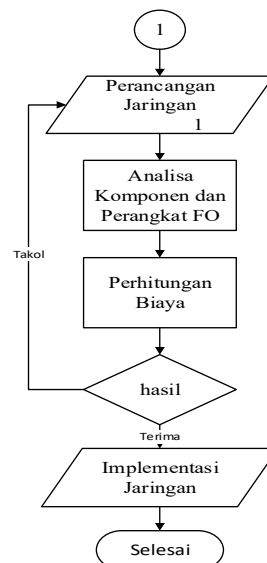 1
Perancangan
Jaringan
1
Analisa
Komponen dan
Perangkat FO
Takol
Perhitungan
Biaya
hasil
Terima
Implementasi
Jaringan
Selesai